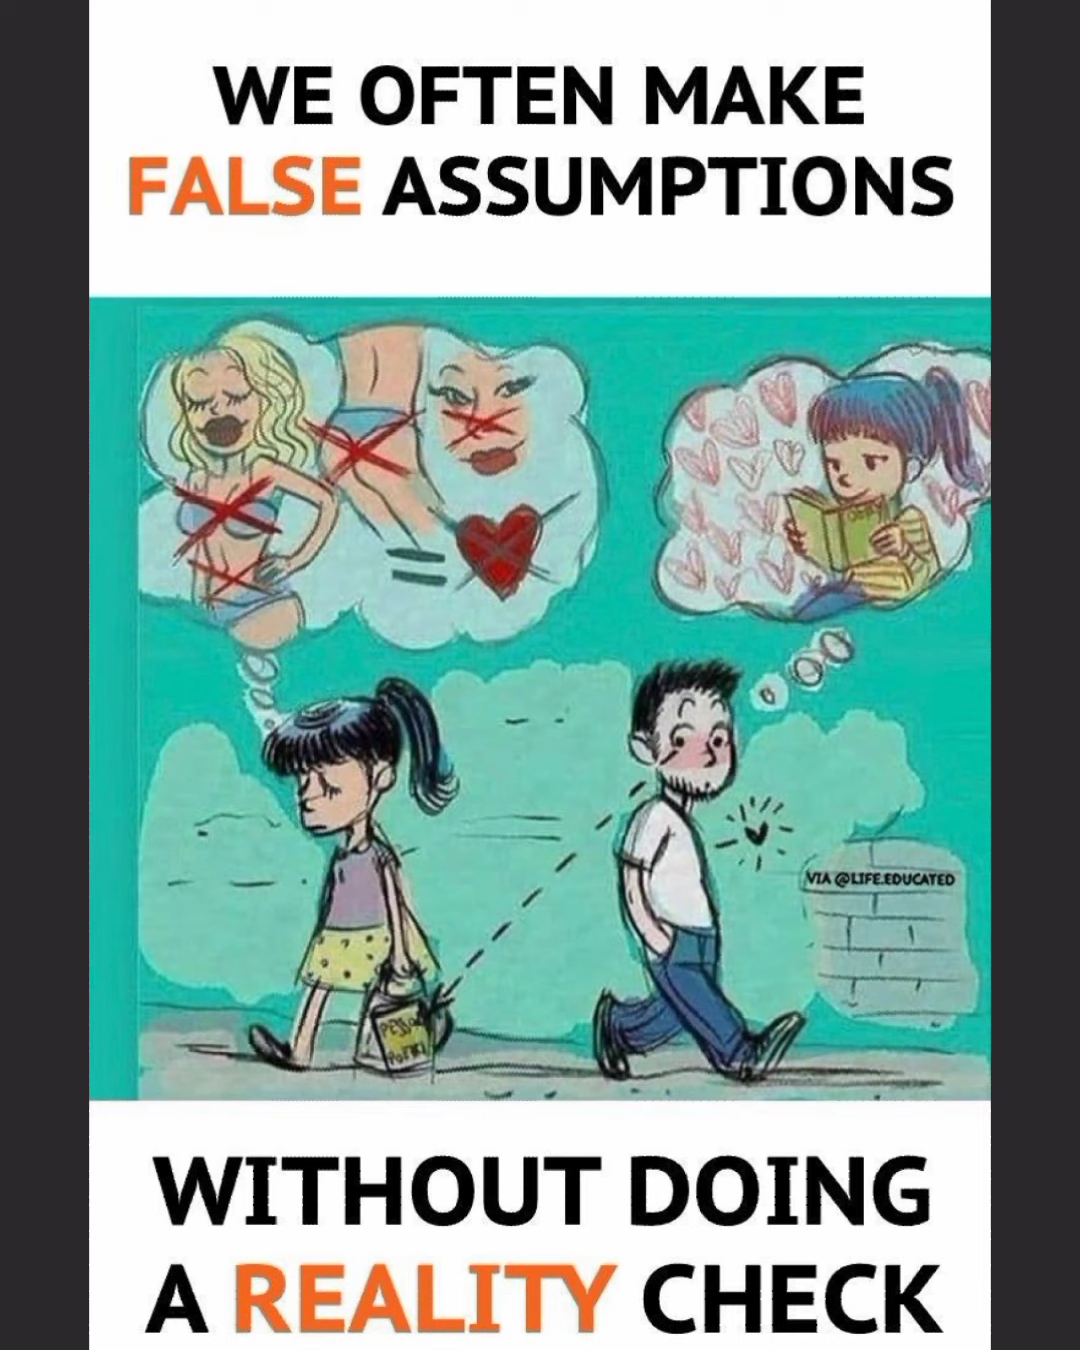 WE OFTEN MAKE
FALSE ASSUMPTIONS
VIA @LIFE.EDUCATED
WITHOUT DOING
A REALITY CHECK